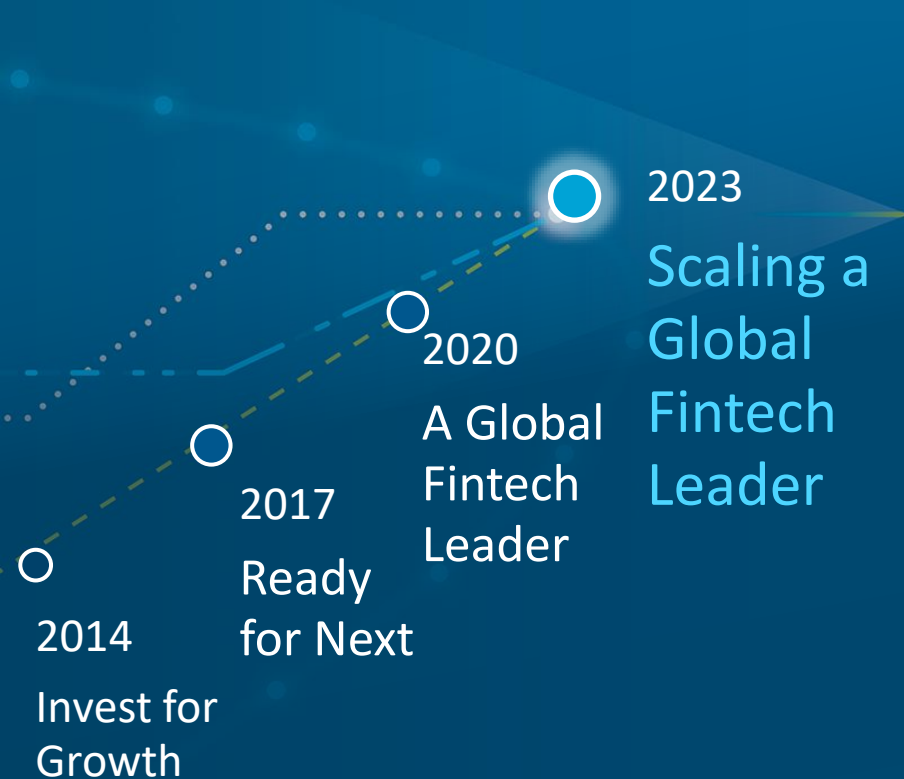 2014
Invest for
Growth
2017
Ready
for Next
2020
A Global
Fintech
Leader
2023
Scaling a
Global
Fintech
Leader